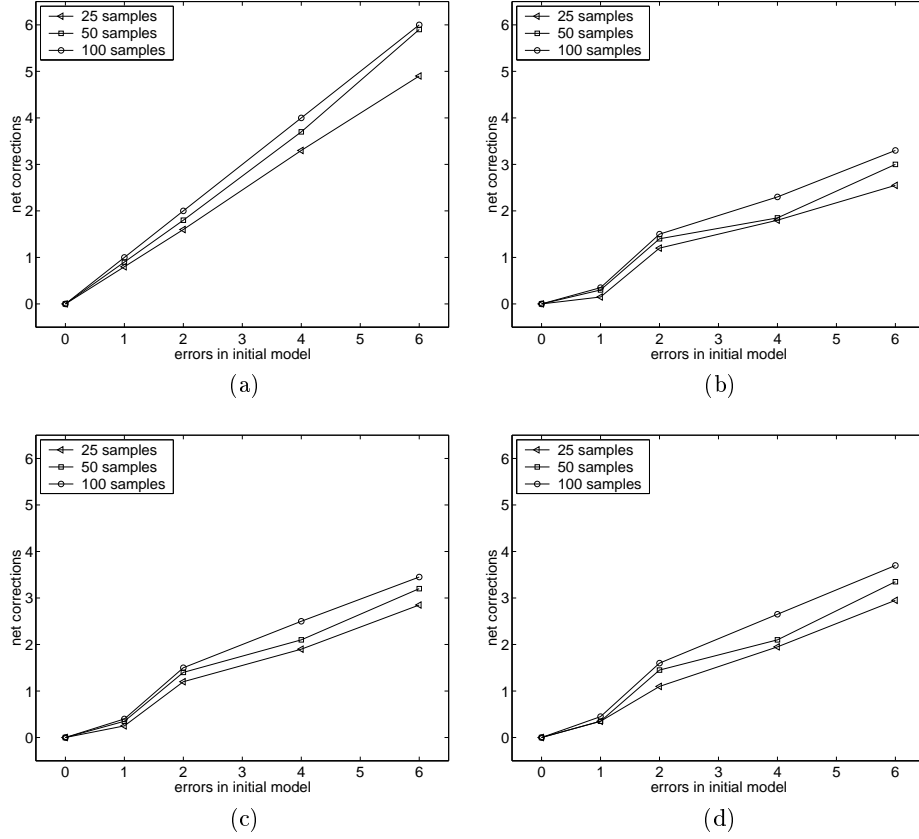 25 samples
50 samples
100 samples
net corrections
6
5
4
3
2
1
0
0 1 2 3 4 5 6
errors in initial model
(a)
25 samples
50 samples
100 samples
net corrections
6
5
4
3
2
1
0
0 1 2 3 4 5 6
errors in initial model
(b)
25 samples
50 samples
100 samples
net corrections
6
5
4
3
2
1
0
0 1 2 3 4 5 6
errors in initial model
(c)
25 samples
50 samples
100 samples
net corrections
6
5
4
3
2
1
0
0 1 2 3 4 5 6
errors in initial model
(d)